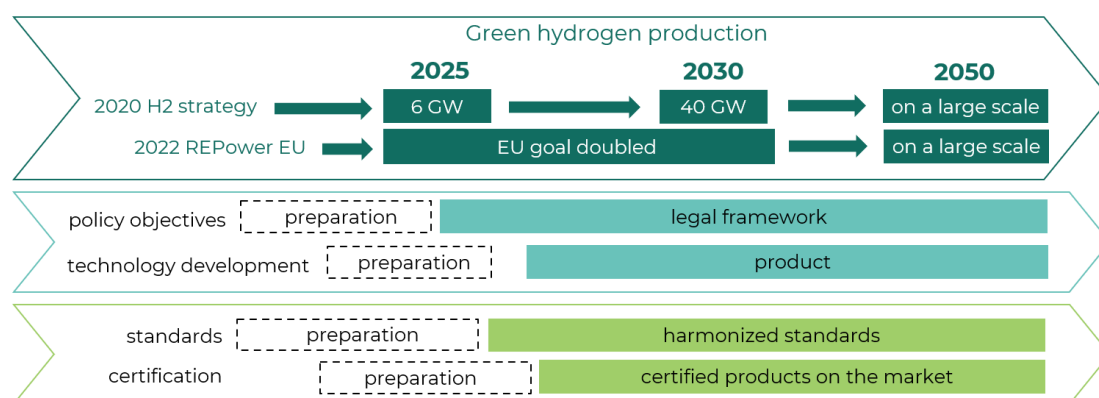 Green hydrogen production
2025 2030 2050
2020 H2 strategy 6 GW 40 GW on a large scale
2022 REPower EU EU goal doubled on a large scale
policy objectives preparation legal framework
technology development preparation product
standards preparation harmonized standards
certification preparation certified products on the market